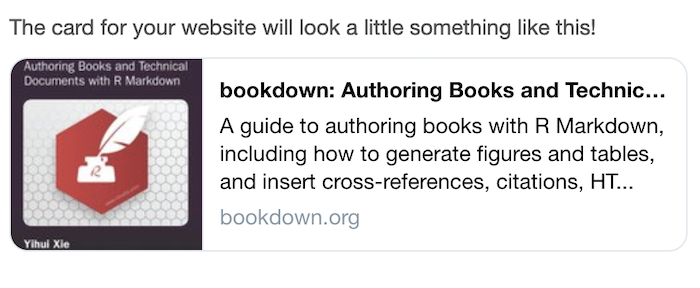 The card for your website will look a little something like this!
Authoring Books and Technical
Documents with R Markdown
R
Yihui Xie
bookdown: Authoring Books and Technic...
A guide to authoring books with R Markdown,
including how to generate figures and tables,
and insert cross-references, citations, HT...
bookdown.org